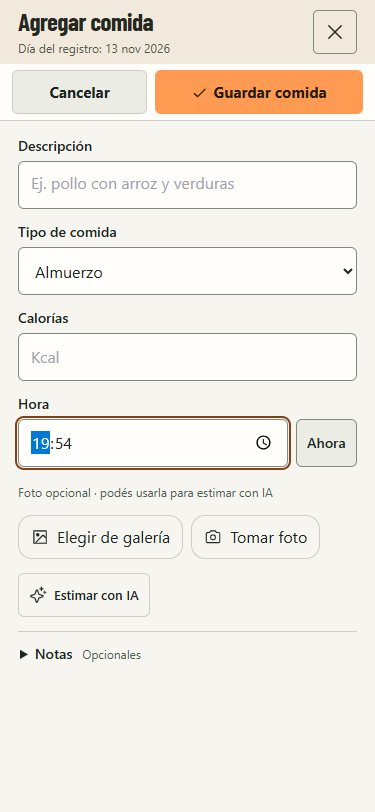 Agregar comida
Día del registro: 13 nov 2026
Cancelar
Guardar comida
Descripción
Ej. pollo con arroz y verduras
Tipo de comida
Almuerzo
Calorías
Kcal
Hora
19:54
Ahora
Foto opcional · podés usarla para estimar con IA
Elegir de galería
Tomar foto
Estimar con IA
Notas Opcionales